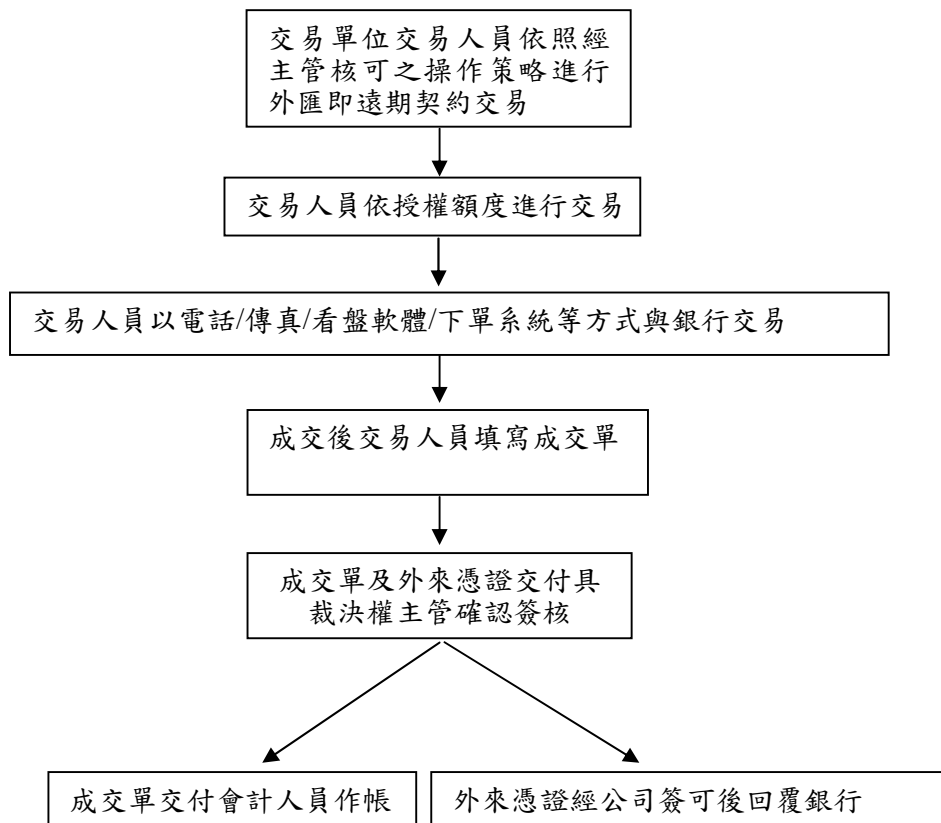 交易單位交易人員依照經
主管核可之操作策略進行
外匯即遠期契約交易
交易人員依授權額度進行交易
交易人員以電話/傳真/看盤軟體/下單系統等方式與銀行交易
成交後交易人員填寫成交單
成交單及外來憑證交付具
裁決權主管確認簽核
成交單交付會計人員作帳
外來憑證經公司簽可後回覆銀行